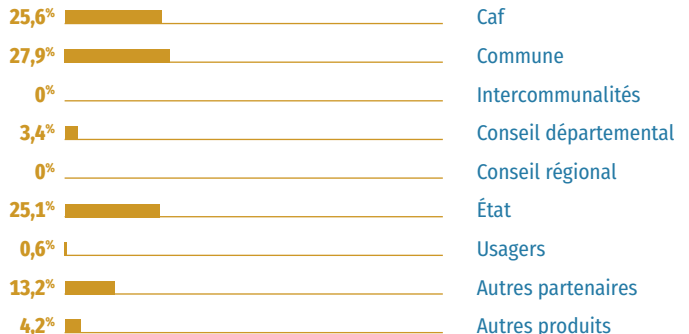 25,6% Caf
27,9% Commune
0% Intercommunalités
3,4% Conseil départemental
0% Conseil régional
25,1% État
0,6% Usagers
13,2% Autres partenaires
4,2% Autres produits